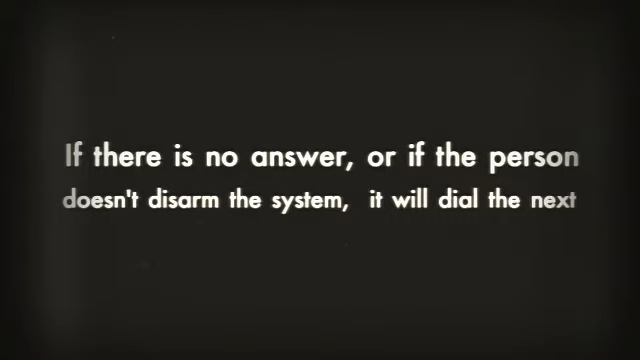 If there is no answer, or if the person
doesn't disarm the system, it will dial the next